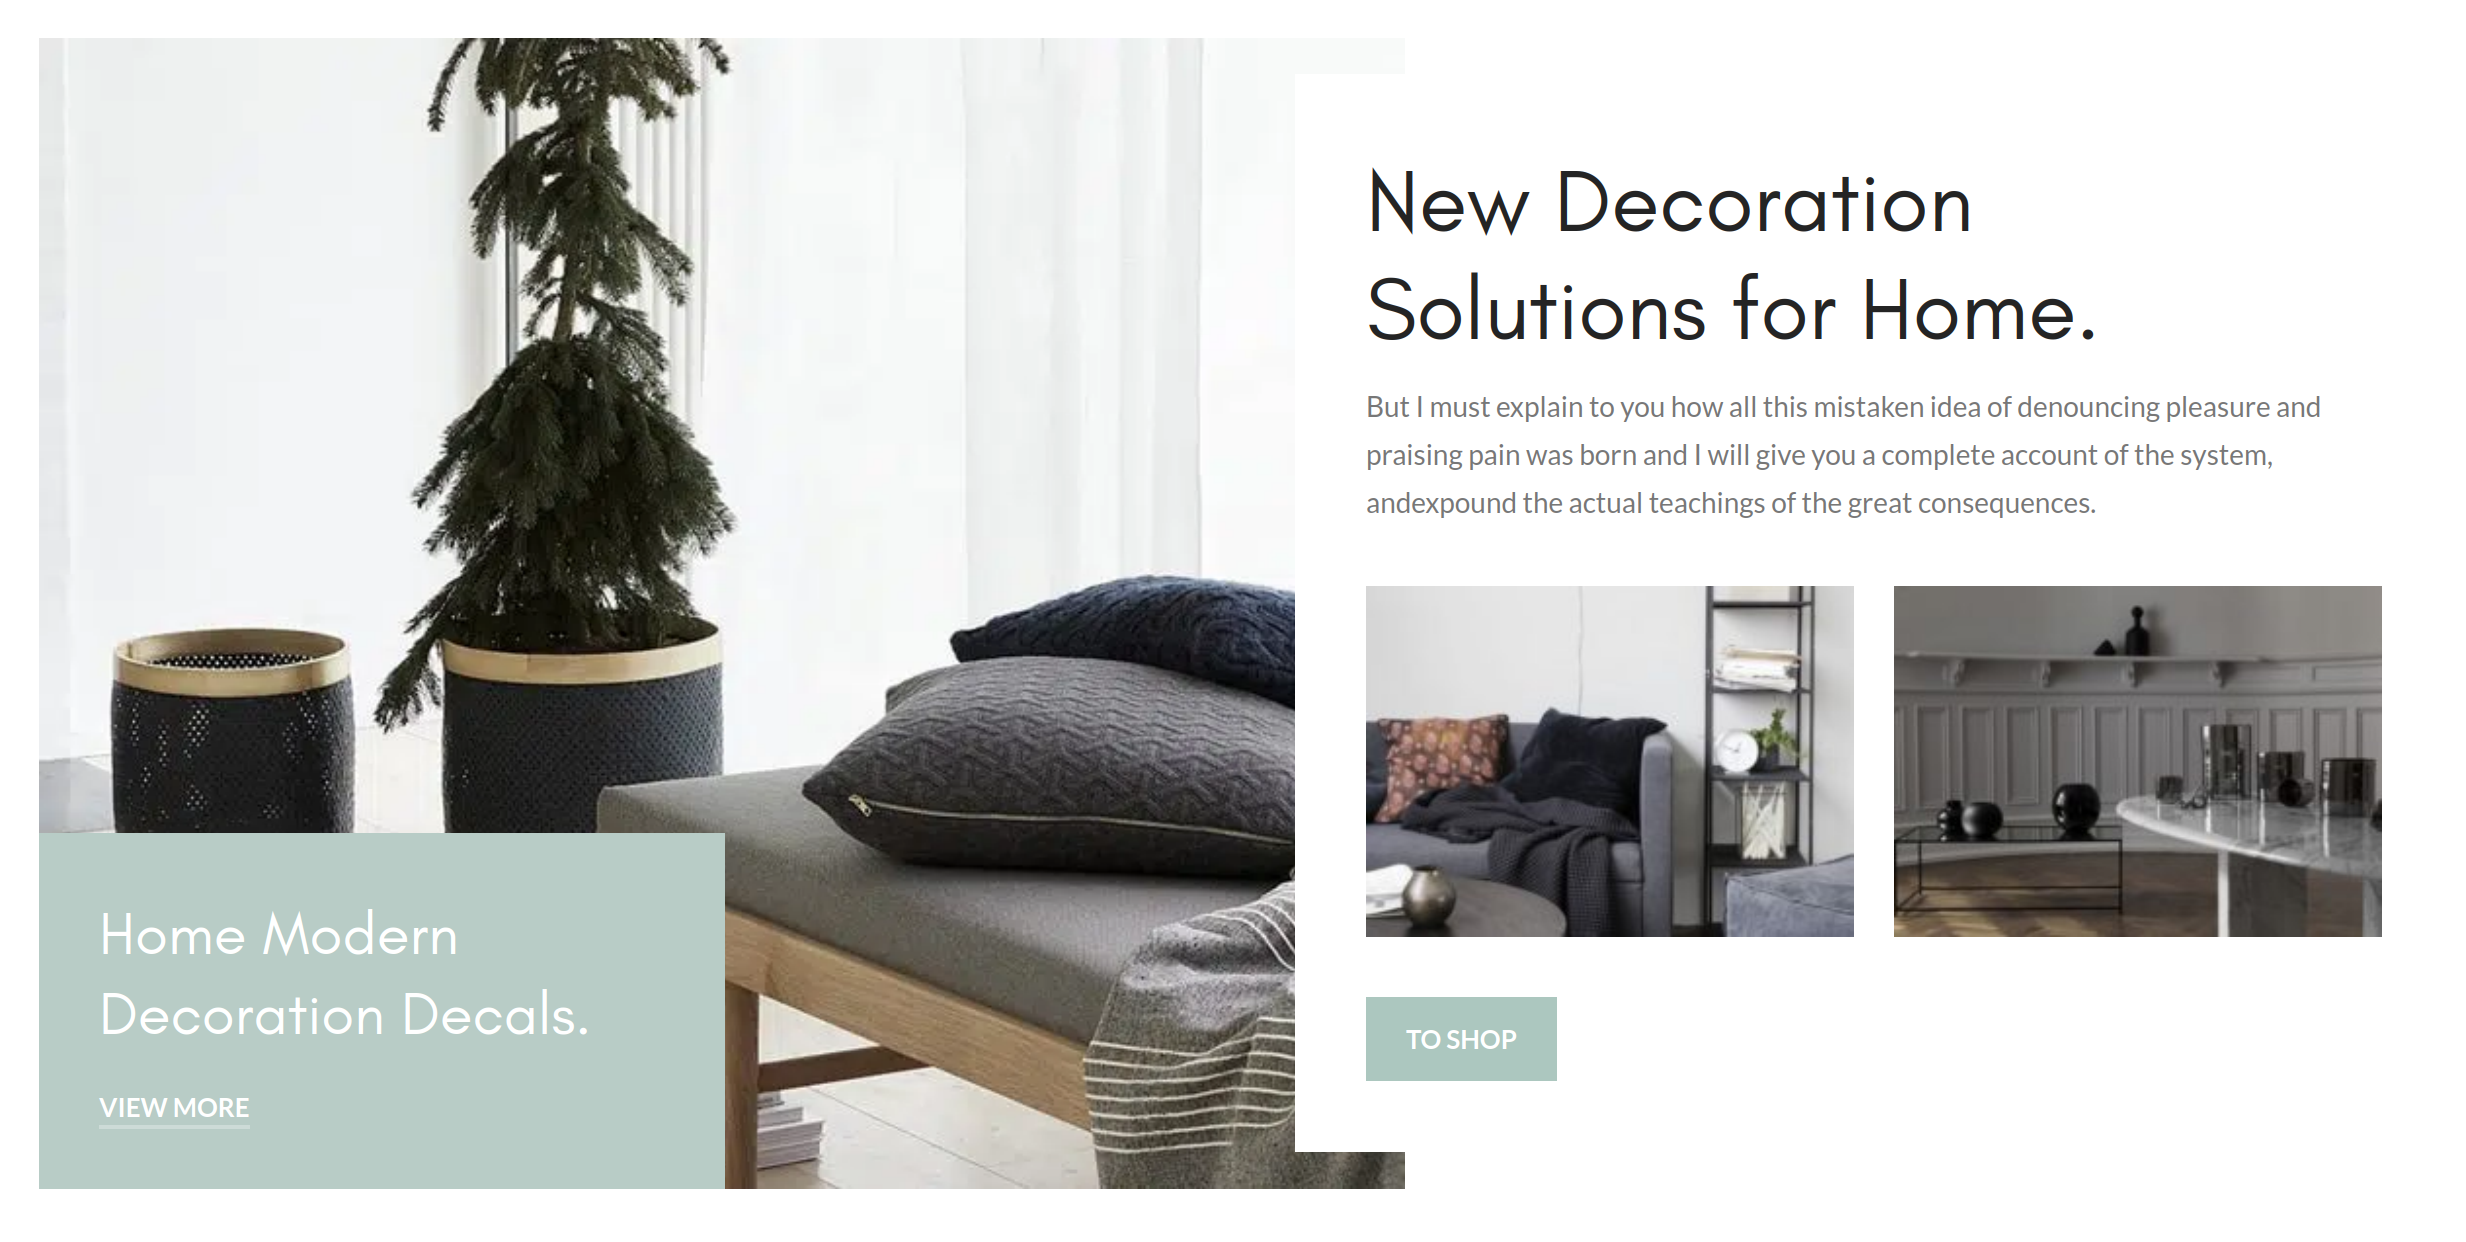 New Decoration
Solutions for Home.
But I must explain to you how all this mistaken idea of denouncing pleasure and
praising pain was born and I will give you a complete account of the system,
andexpound the actual teachings of the great consequences.
TO SHOP
Home Modern
Decoration Decals.
VIEW MORE